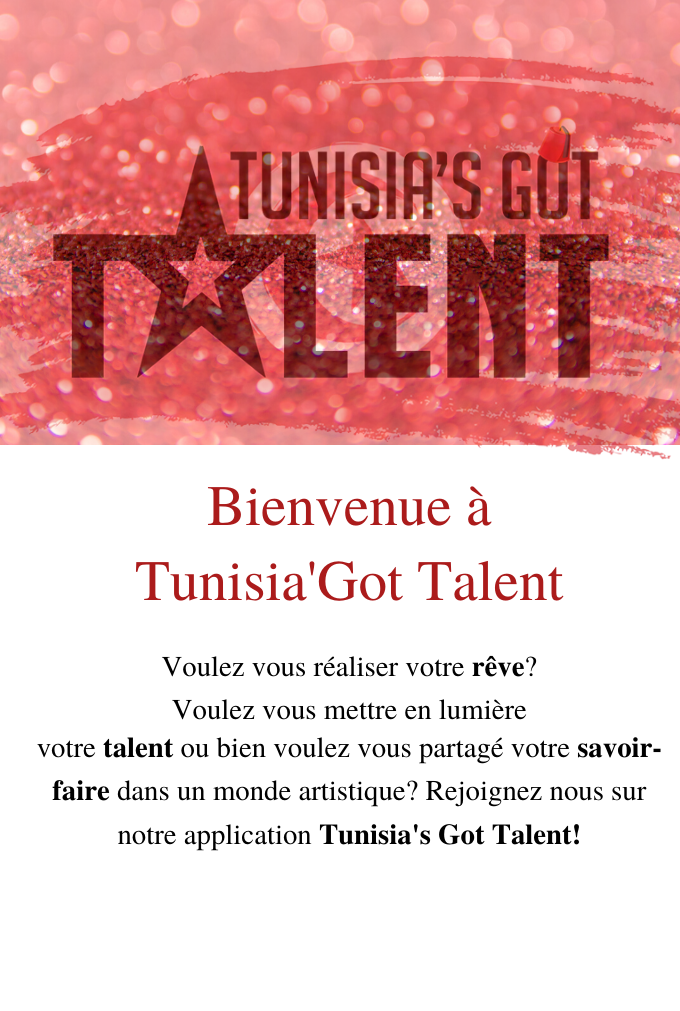 TUNISIA'S GOT
TALENT
Bienvenue à
Tunisia'Got Talent
Voulez vous réaliser votre rêve?
Voulez vous mettre en lumière
votre talent ou bien voulez vous partagé votre savoir-
faire dans un monde artistique? Rejoignez nous sur
notre application Tunisia's Got Talent!